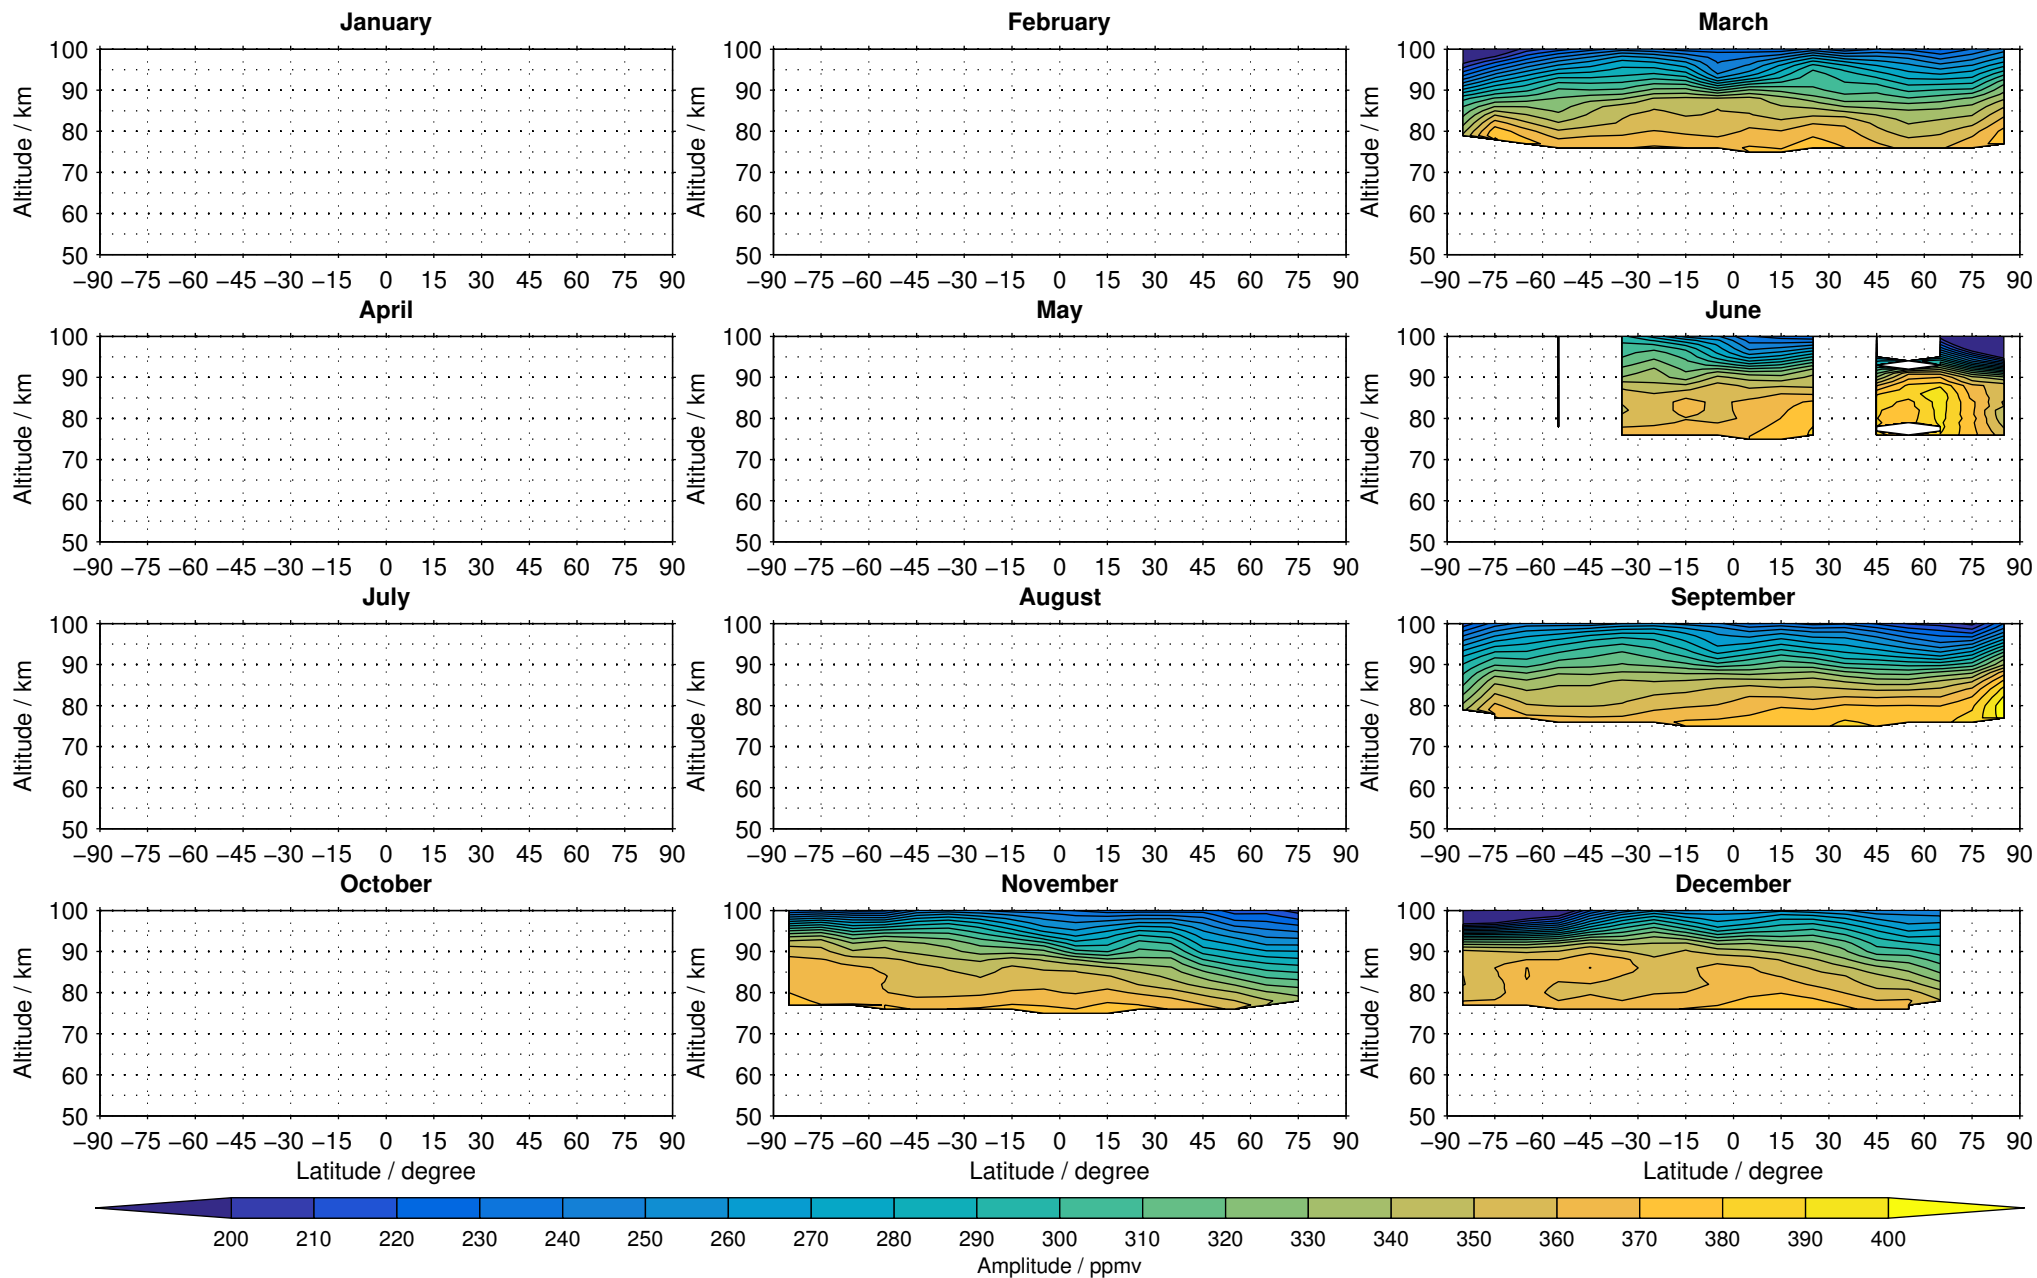 January February March
100 100 100
90 90 90
80 80 80
70 70 70
60 60 60
50 50 50
Altitude / km Altitude / km Altitude / km
−90 −75 −60 −45 −30 −15 0 15 30 45 60 75 90 −90 −75 −60 −45 −30 −15 0 15 30 45 60 75 90 −90 −75 −60 −45 −30 −15 0 15 30 45 60 75 90
April May June
100 100 100
90 90 90
80 80 80
70 70 70
60 60 60
50 50 50
Altitude / km Altitude / km Altitude / km
−90 −75 −60 −45 −30 −15 0 15 30 45 60 75 90 −90 −75 −60 −45 −30 −15 0 15 30 45 60 75 90 −90 −75 −60 −45 −30 −15 0 15 30 45 60 75 90
July August September
100 100 100
90 90 90
80 80 80
70 70 70
60 60 60
50 50 50
Altitude / km Altitude / km Altitude / km
−90 −75 −60 −45 −30 −15 0 15 30 45 60 75 90 −90 −75 −60 −45 −30 −15 0 15 30 45 60 75 90 −90 −75 −60 −45 −30 −15 0 15 30 45 60 75 90
October November December
100 100 100
90 90 90
80 80 80
70 70 70
60 60 60
50 50 50
Altitude / km Altitude / km Altitude / km
−90 −75 −60 −45 −30 −15 0 15 30 45 60 75 90 −90 −75 −60 −45 −30 −15 0 15 30 45 60 75 90 −90 −75 −60 −45 −30 −15 0 15 30 45 60 75 90
Latitude / degree Latitude / degree Latitude / degree
200 210 220 230 240 250 260 270 280 290 300 310 320 330 340 350 360 370 380 390 400
Amplitude / ppmv